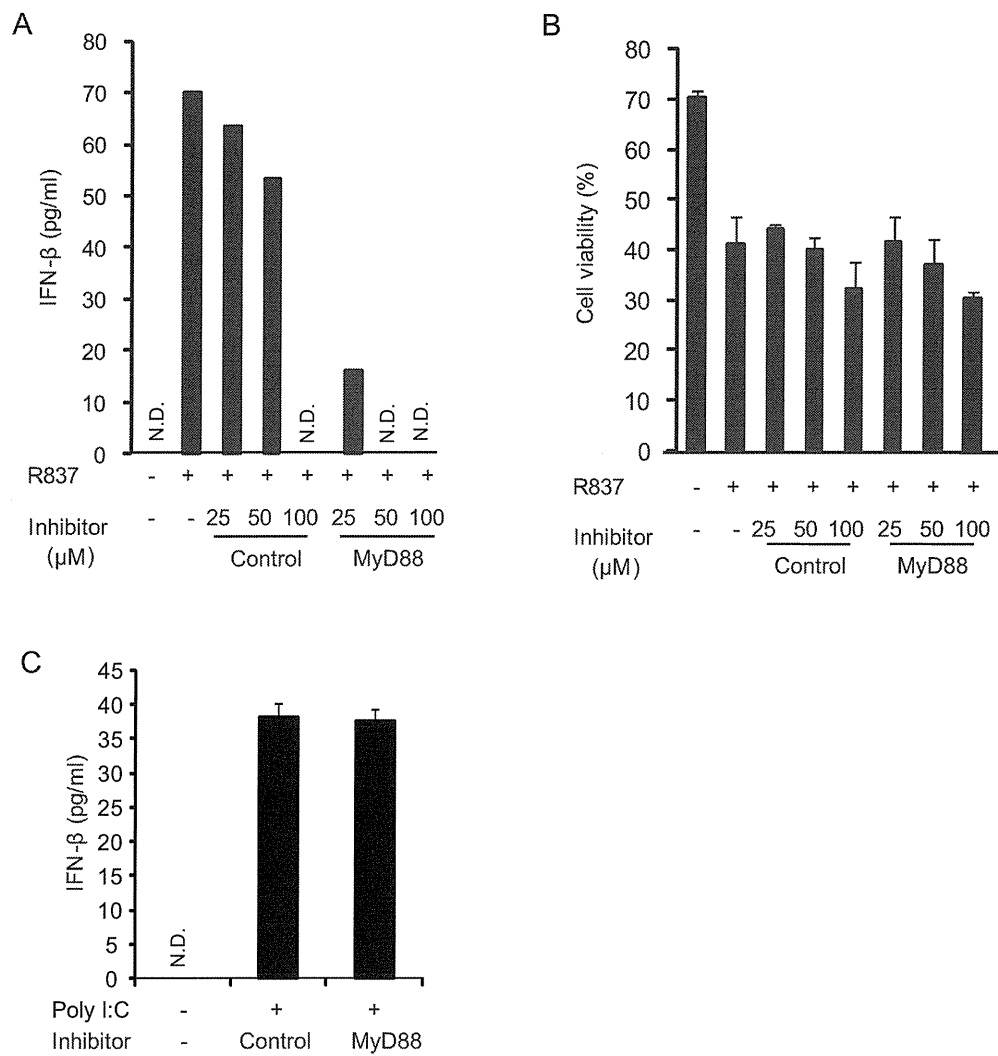 A
IFN-β (pg/ml)
80
70
60
50
40
30
20
10
0
N.D.
N.D.
N.D.
N.D.
R837 - + + + + + + +
Inhibitor (μM) - - 25 50 100 25 50 100
Control MyD88
B
Cell viability (%)
80
70
60
50
40
30
20
10
0
R837 - + + + + + + +
Inhibitor (μM) - - 25 50 100 25 50 100
Control MyD88
C
IFN-β (pg/ml)
45
40
35
30
25
20
15
10
5
0
N.D.
Poly I:C - + +
Inhibitor - Control MyD88